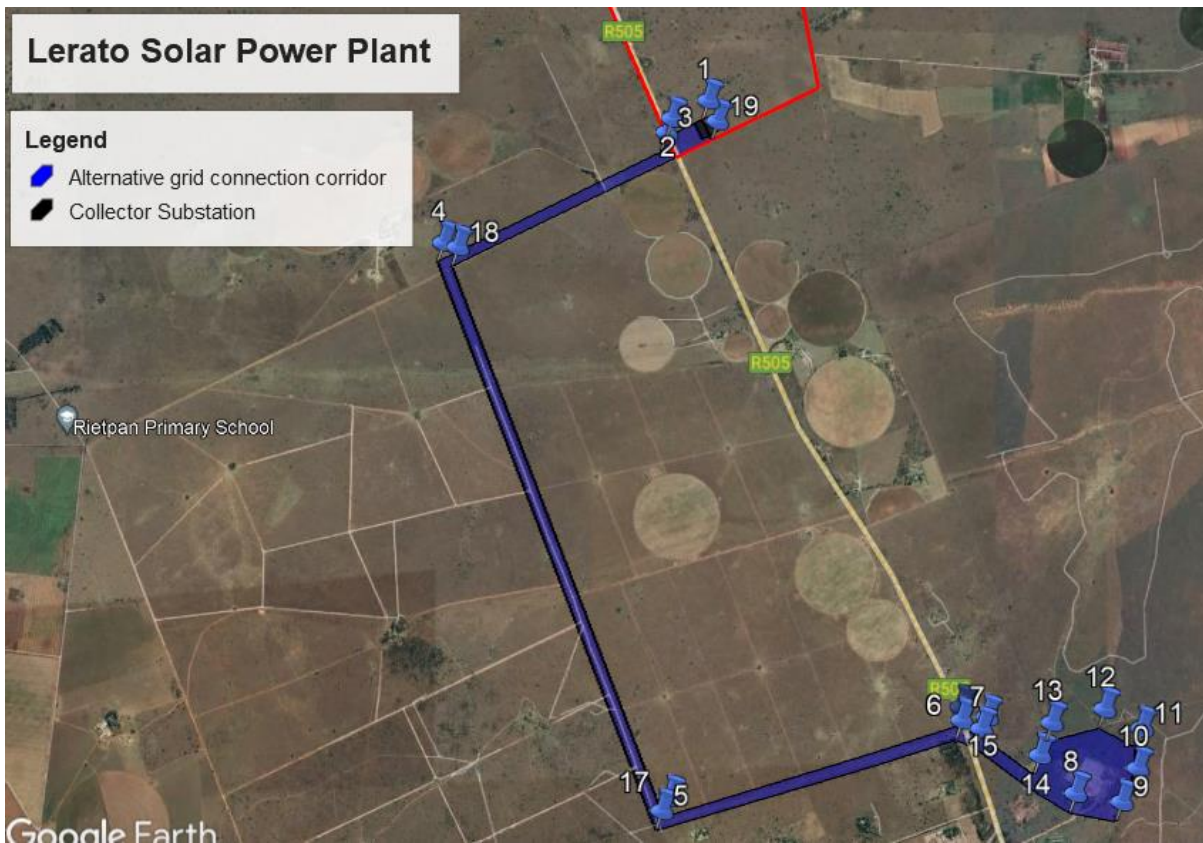 Lerato Solar Power Plant
Legend
Alternative grid connection corridor
Collector Substation
R505
1
19
3
2
4
18
R505
Rietpan Primary School
R50
6
7
15
13
12
11
10
14
8
9
17
5
Google Earth